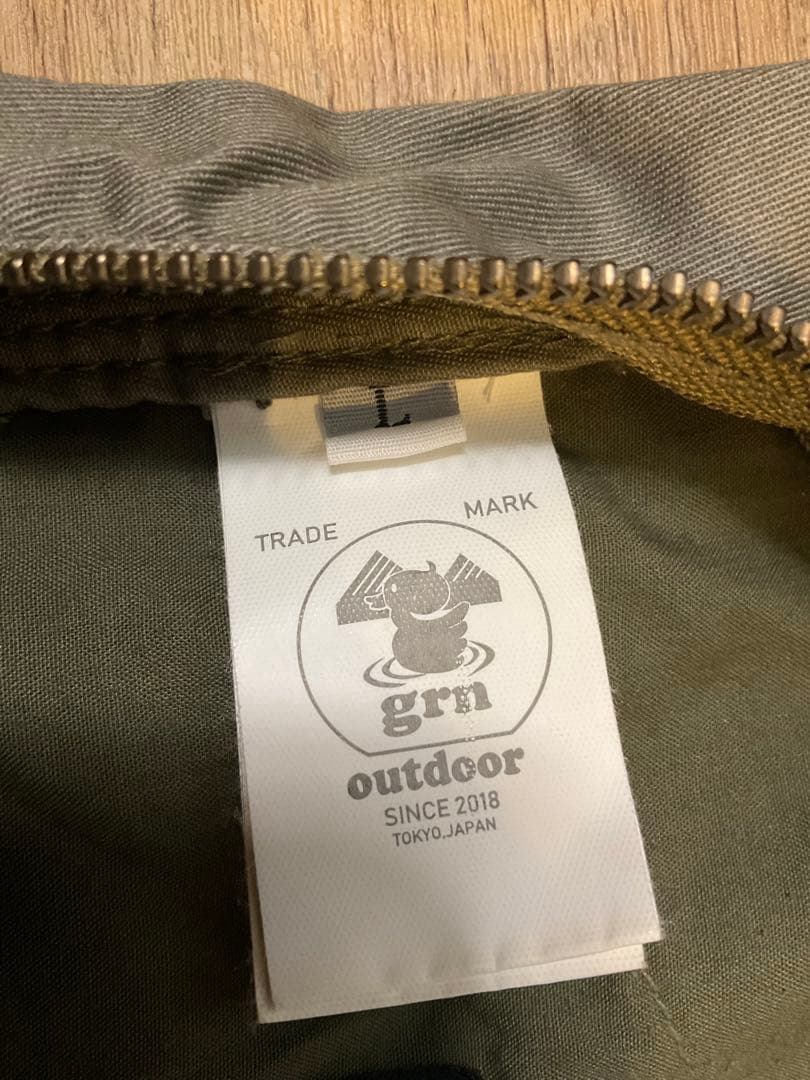 L
TRADE MARK
grn
outdoor
SINCE 2018
TOKYO.JAPAN